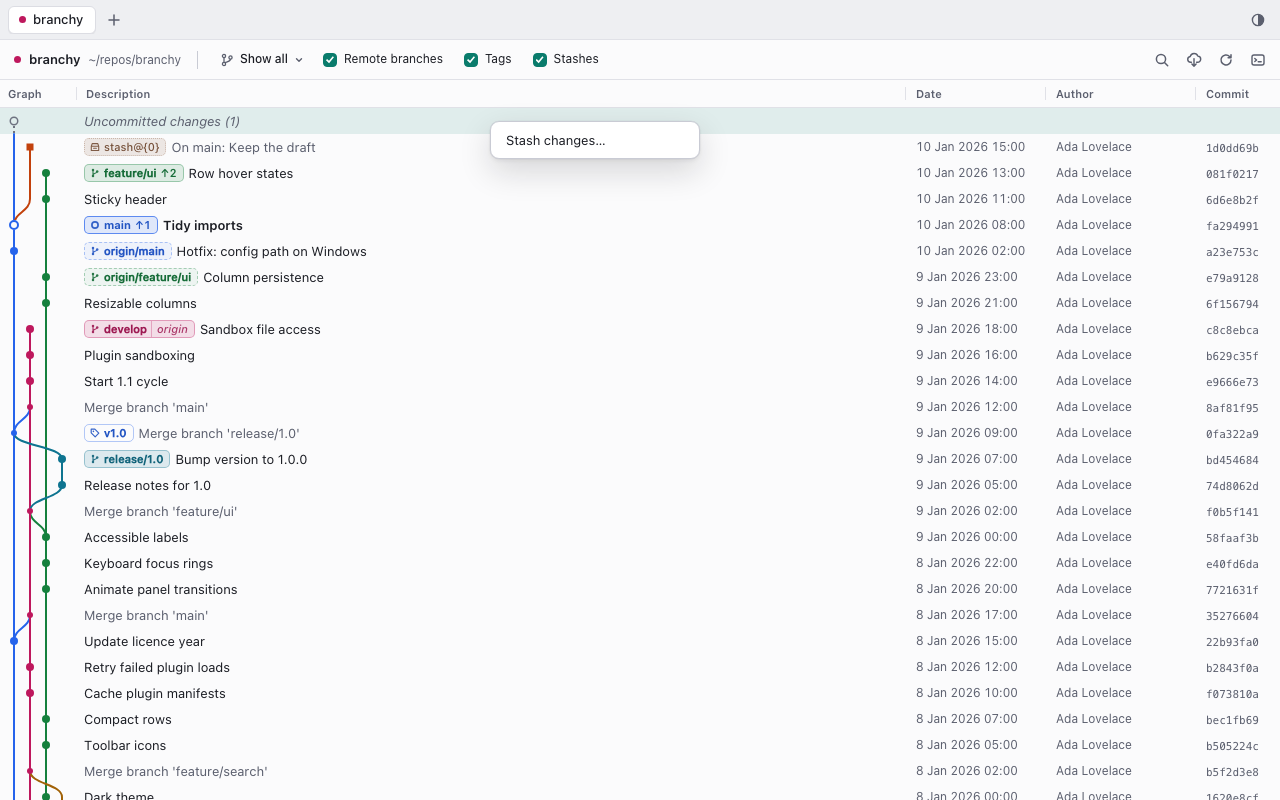 branchy
branchy ~/repos/branchy Show all Remote branches Tags Stashes
Graph Description Date Author Commit
Uncommitted changes (1)
Stash changes...
stash@{0} On main: Keep the draft 10 Jan 2026 15:00 Ada Lovelace 1d0dd69b
feature/ui ↑2 Row hover states 10 Jan 2026 13:00 Ada Lovelace 081f0217
Sticky header 10 Jan 2026 11:00 Ada Lovelace 6d6e8b2f
main ↑1 Tidy imports 10 Jan 2026 08:00 Ada Lovelace fa294991
origin/main Hotfix: config path on Windows 10 Jan 2026 02:00 Ada Lovelace a23e753c
origin/feature/ui Column persistence 9 Jan 2026 23:00 Ada Lovelace e79a9128
Resizable columns 9 Jan 2026 21:00 Ada Lovelace 6f156794
develop origin Sandbox file access 9 Jan 2026 18:00 Ada Lovelace c8c8ebca
Plugin sandboxing 9 Jan 2026 16:00 Ada Lovelace b629c35f
Start 1.1 cycle 9 Jan 2026 14:00 Ada Lovelace e9666e73
Merge branch 'main' 9 Jan 2026 12:00 Ada Lovelace 8af81f95
v1.0 Merge branch 'release/1.0' 9 Jan 2026 09:00 Ada Lovelace 0fa322a9
release/1.0 Bump version to 1.0.0 9 Jan 2026 07:00 Ada Lovelace bd454684
Release notes for 1.0 9 Jan 2026 05:00 Ada Lovelace 74d8062d
Merge branch 'feature/ui' 9 Jan 2026 02:00 Ada Lovelace f0b5f141
Accessible labels 9 Jan 2026 00:00 Ada Lovelace 58faaf3b
Keyboard focus rings 8 Jan 2026 22:00 Ada Lovelace e40fd6da
Animate panel transitions 8 Jan 2026 20:00 Ada Lovelace 7721631f
Merge branch 'main' 8 Jan 2026 17:00 Ada Lovelace 35276604
Update licence year 8 Jan 2026 15:00 Ada Lovelace 22b93fa0
Retry failed plugin loads 8 Jan 2026 12:00 Ada Lovelace b2843f0a
Cache plugin manifests 8 Jan 2026 10:00 Ada Lovelace f073810a
Compact rows 8 Jan 2026 07:00 Ada Lovelace bec1fb69
Toolbar icons 8 Jan 2026 05:00 Ada Lovelace b505224c
Merge branch 'feature/search' 8 Jan 2026 02:00 Ada Lovelace b5f2d3e8
Dark theme 8 Jan 2026 00:00 Ada Lovelace 1620e8cf